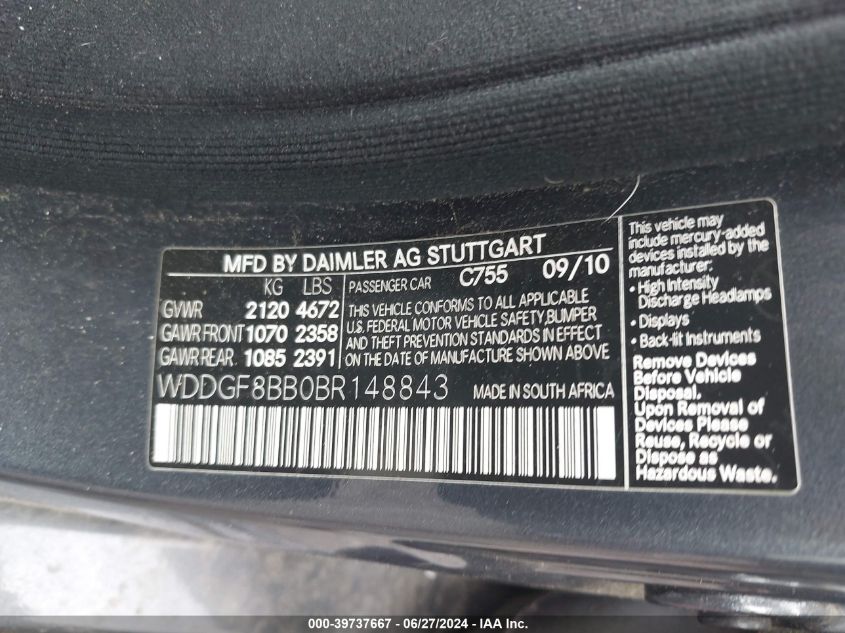 MFD BY DAIMLER AG STUTTGART
KG LBS
GVWR 2120 4672
GAWR FRONT 1070 2358
GAWR REAR. 1085 2391
PASSENGER CAR C755 09/10
THIS VEHICLE CONFORMS TO ALL APPLICABLE
U.S. FEDERAL MOTOR VEHICLE SAFETY,BUMPER
AND THEFT PREVENTION STANDARDS IN EFFECT
ON THE DATE OF MANUFACTURE SHOWN ABOVE
WDDGF8BB0BR148843 MADE IN SOUTH AFRICA
This vehicle may
include mercury-added
devices installed by the
manufacturer:
• High Intensity
Discharge Headlamps
• Displays
• Back-lit Instruments
Remove Devices
Before Vehicle
Disposal.
Upon Removal of
Devices Please
Reuse, Recycle or
Dispose as
Hazardous Waste.
IAA ------39737667 - 06/27/2024 - IAAI.com